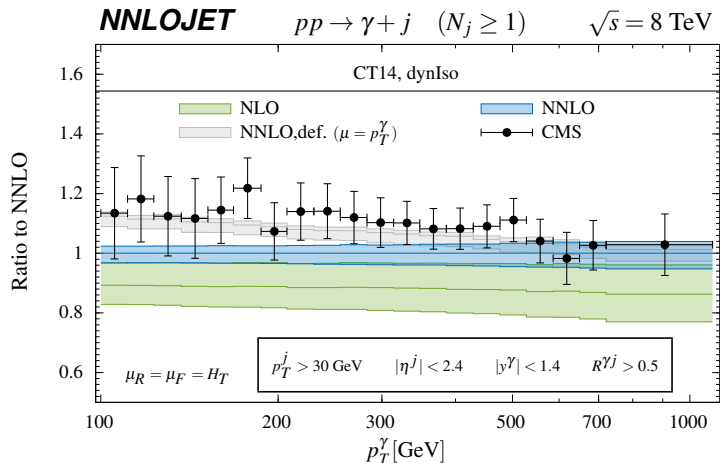 NNLOJET pp → γ + j (N_j ≥ 1) √s = 8 TeV
CT14, dynIso
NLO NNLO
NNLO,def. (μ = p_T^γ) CMS
Ratio to NNLO
1.6
1.4
1.2
1
0.8
0.6
μ_R = μ_F = H_T
p_T^j > 30 GeV |η^j| < 2.4 |y^γ| < 1.4 R^γj > 0.5
100 200 300 500 700 1000
p_T^γ [GeV]